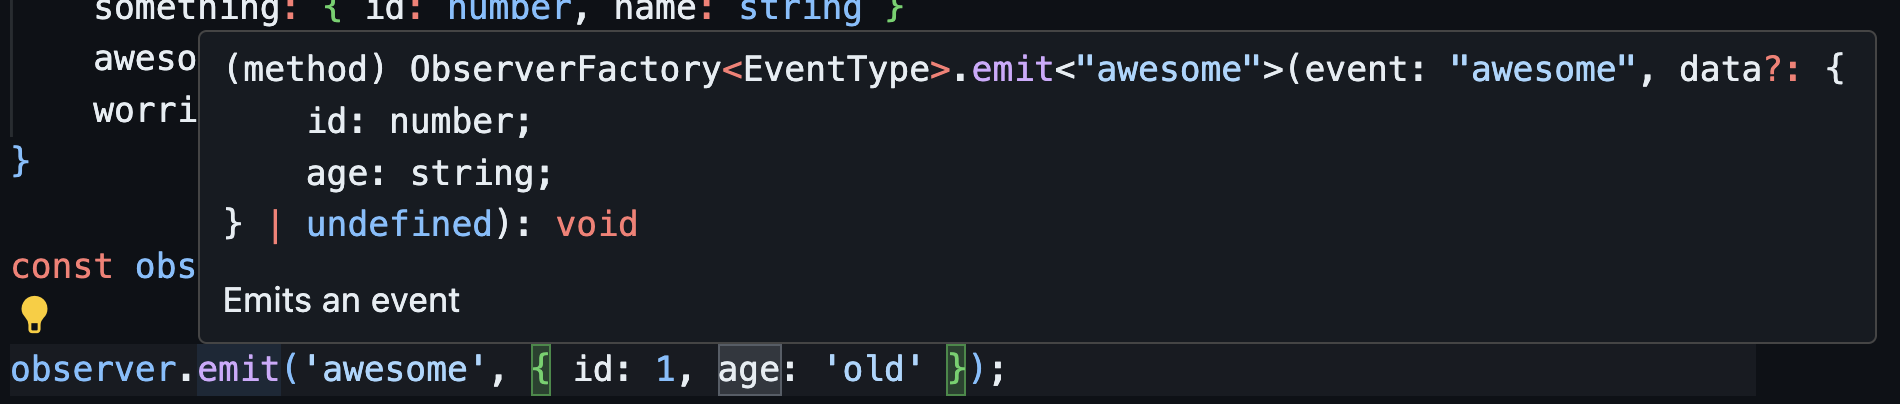 something: { id: number, name: string }
aweso
worri
}
(method) ObserverFactory<EventType>.emit<"awesome">(event: "awesome", data?: {
    id: number;
    age: string;
} | undefined): void
Emits an event
const obs
observer.emit('awesome', { id: 1, age: 'old' });